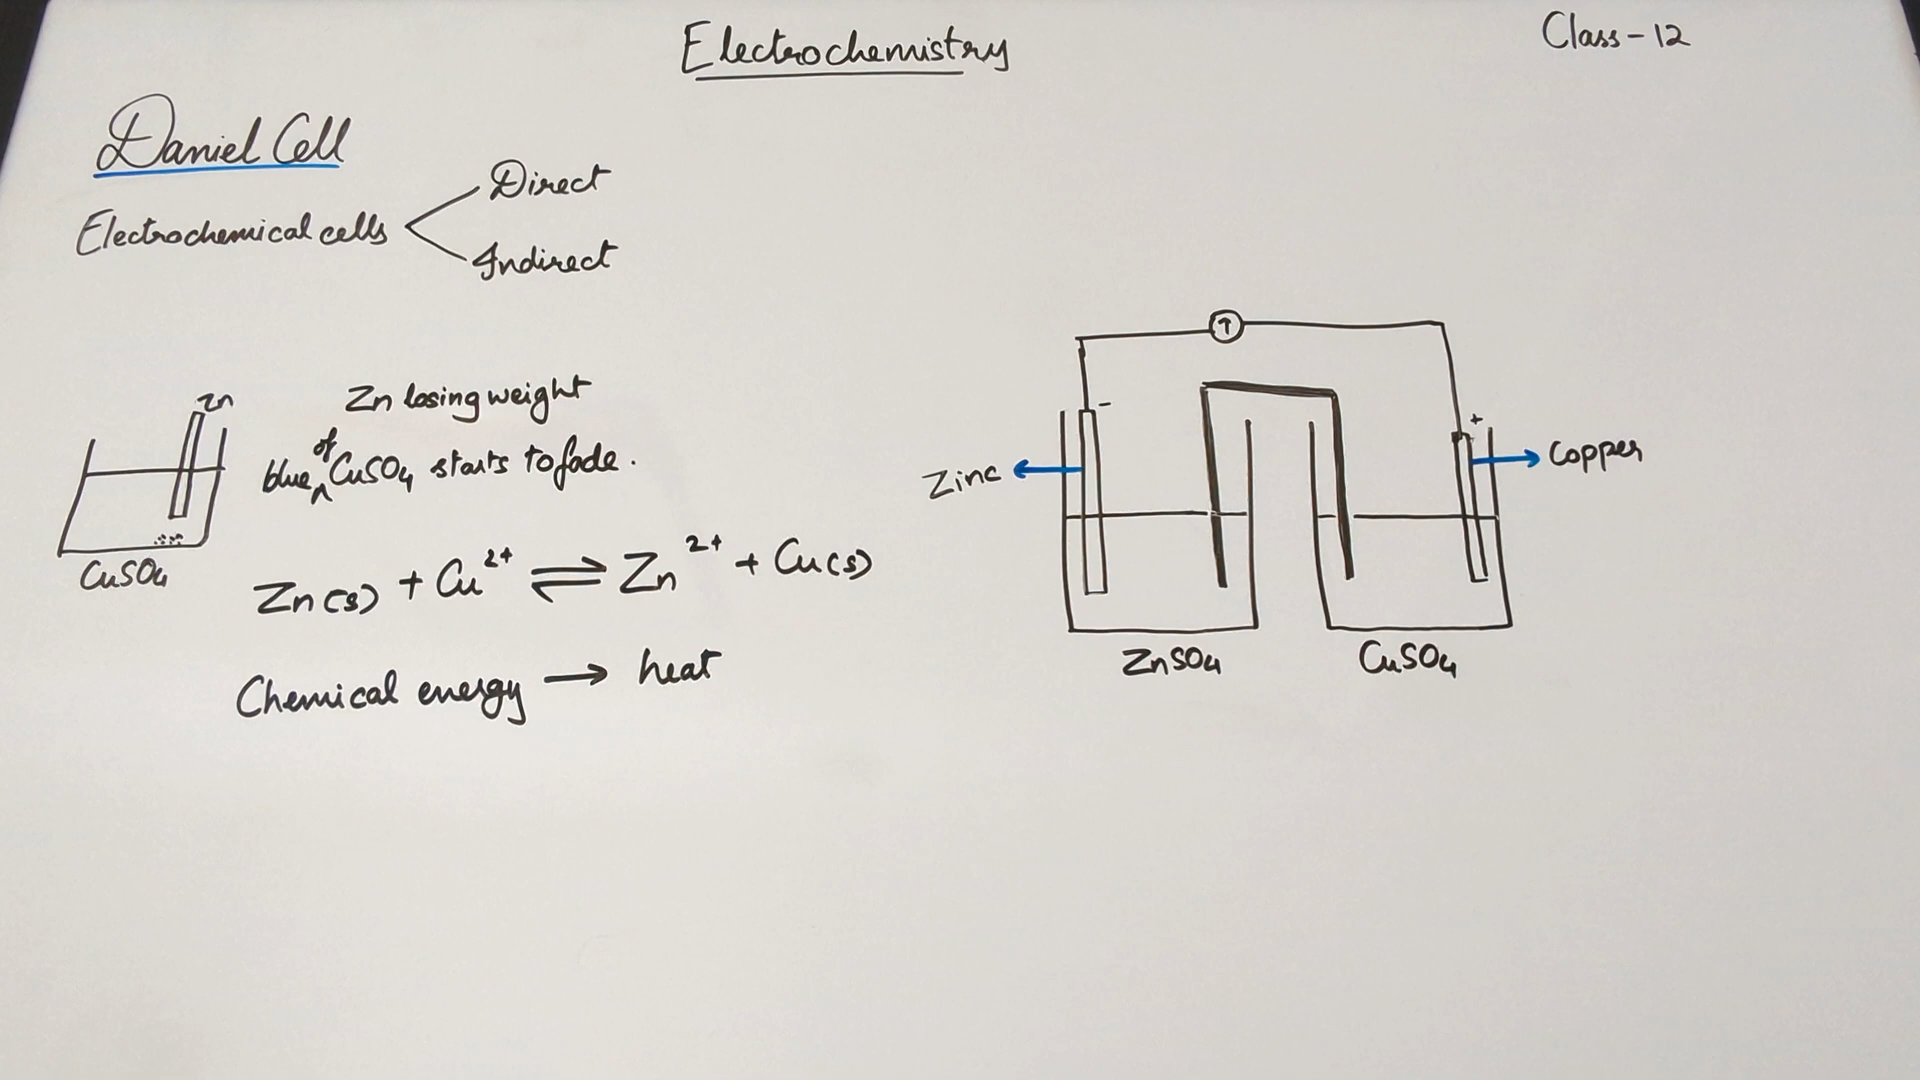 Electrochemistry
Class - 12
Daniel Cell
Electrochemical cells
Direct
Indirect
Zn
Zn losing weight
blue of CuSO4 starts to fade.
CuSO4
Zn(s) + Cu²⁺ ⇌ Zn²⁺ + Cu(s)
Chemical energy → heat
-
+
Zinc
Copper
ZnSO4
CuSO4